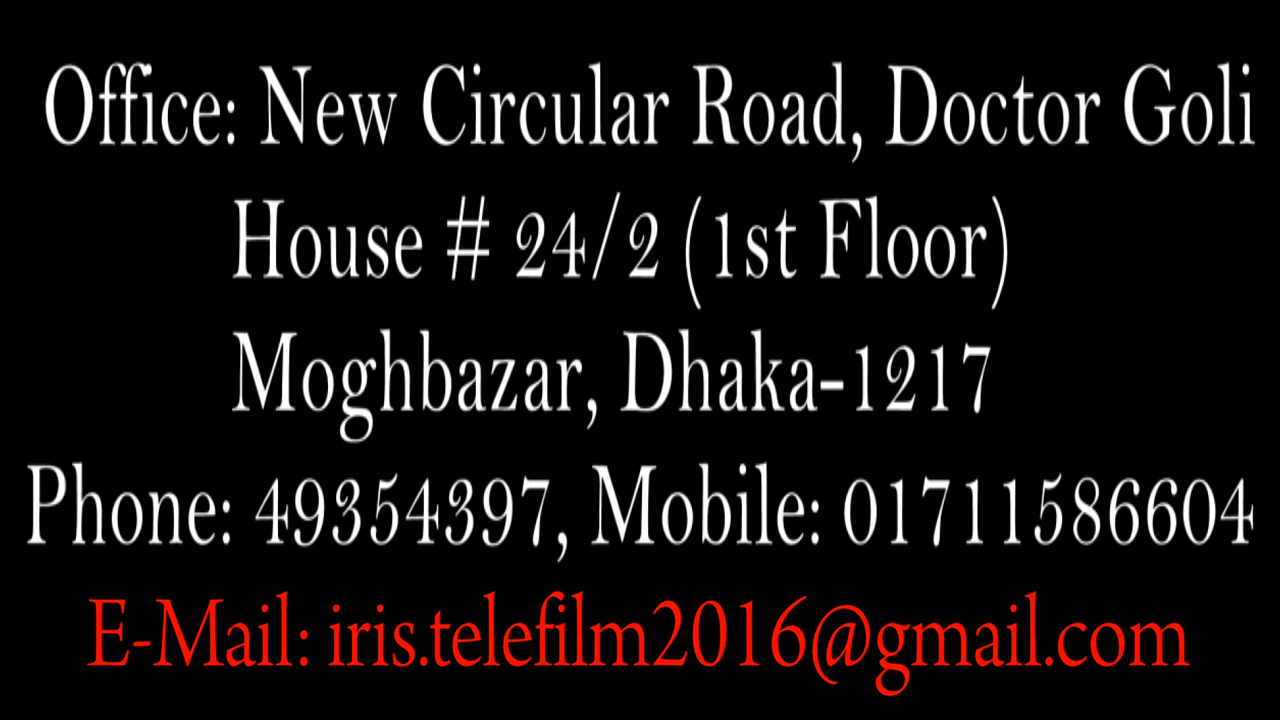 Office: New Circular Road, Doctor Goli
House # 24/2 (1st Floor)
Moghbazar, Dhaka-1217
Phone: 49354397, Mobile: 01711586604
E-Mail: iris.telefilm2016@gmail.com